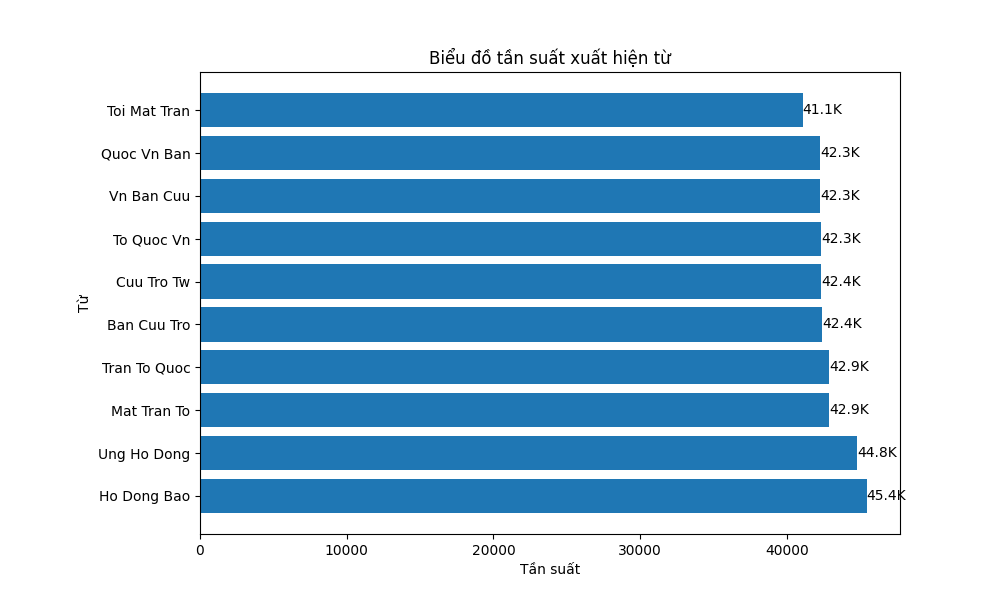 Biểu đồ tần suất xuất hiện từ
Toi Mat Tran 41.1K
Quoc Vn Ban 42.3K
Vn Ban Cuu 42.3K
To Quoc Vn 42.3K
Cuu Tro Tw 42.4K
Ban Cuu Tro 42.4K
Tran To Quoc 42.9K
Mat Tran To 42.9K
Ung Ho Dong 44.8K
Ho Dong Bao 45.4K
Từ
0 10000 20000 30000 40000
Tần suất